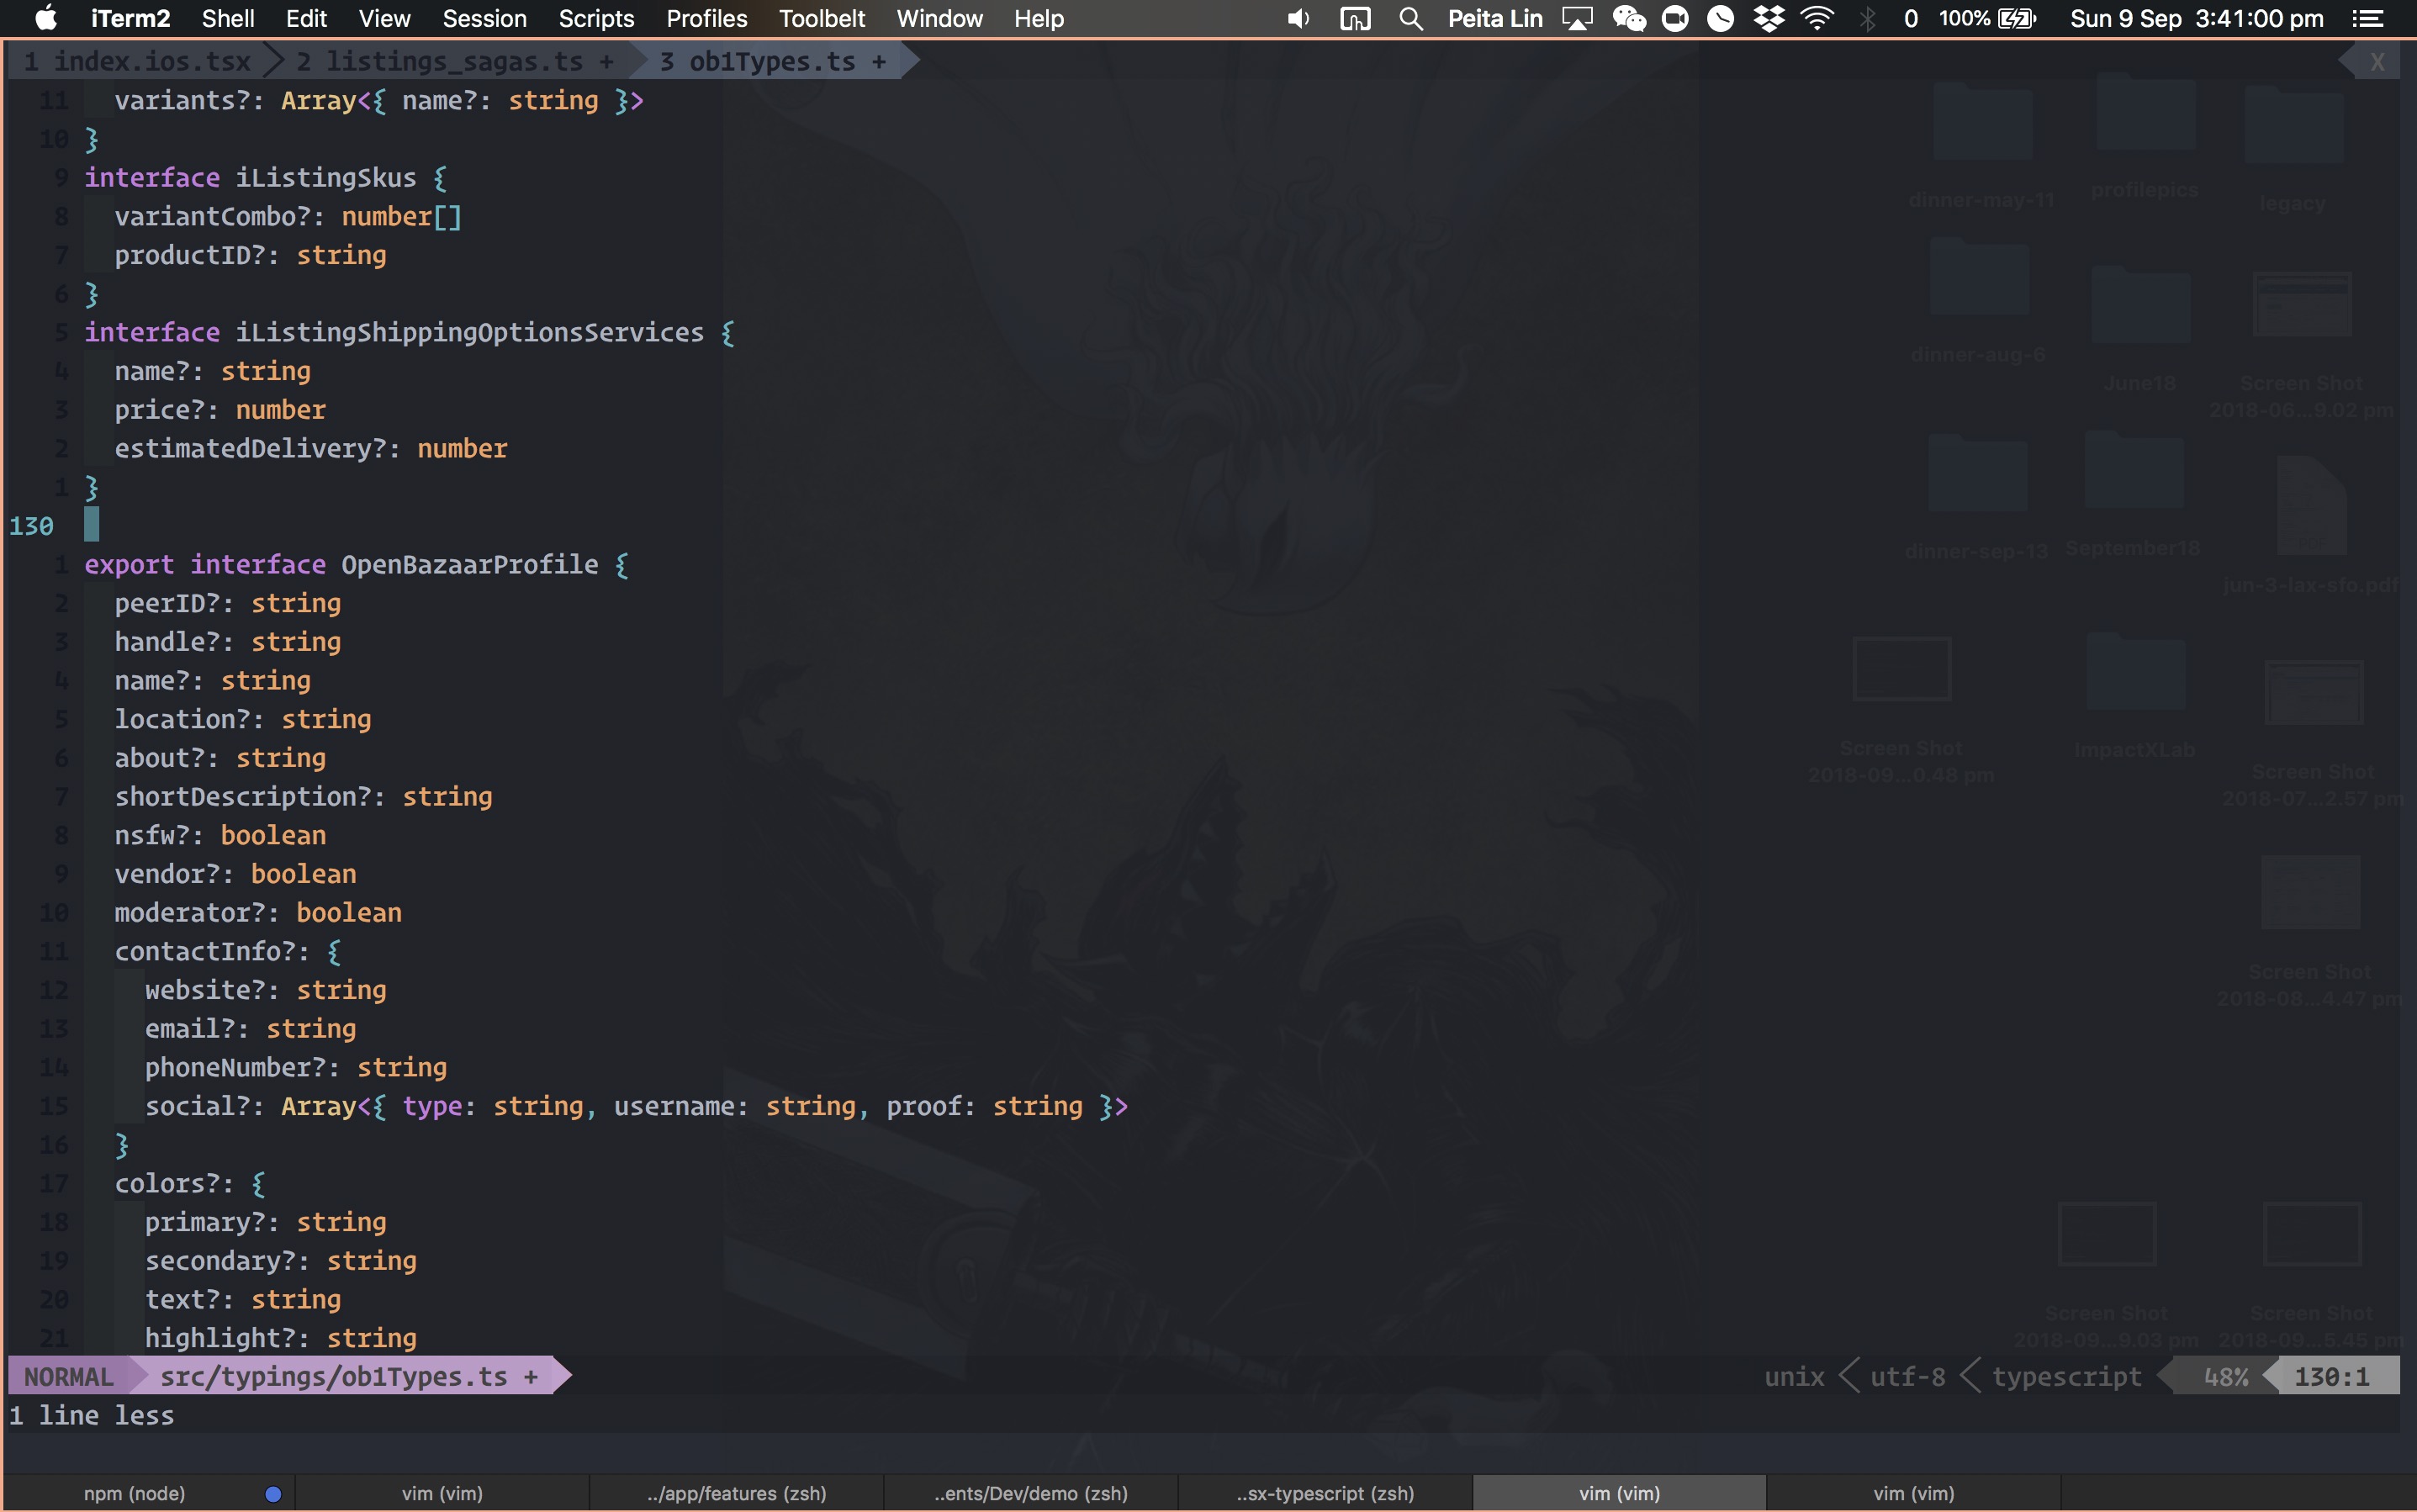 iTerm2 Shell Edit View Session Scripts Profiles Toolbelt Window Help Peita Lin 0 100% Sun 9 Sep 3:41:00 pm
1 index.ios.tsx 2 listings_sagas.ts + 3 ob1Types.ts + X
11 variants?: Array<{ name?: string }>
10 }
9 interface iListingSkus {
8 variantCombo?: number[]
7 productID?: string
6 }
5 interface iListingShippingOptionsServices {
4 name?: string
3 price?: number
2 estimatedDelivery?: number
1 }
130
1 export interface OpenBazaarProfile {
2 peerID?: string
3 handle?: string
4 name?: string
5 location?: string
6 about?: string
7 shortDescription?: string
8 nsfw?: boolean
9 vendor?: boolean
10 moderator?: boolean
11 contactInfo?: {
12 website?: string
13 email?: string
14 phoneNumber?: string
15 social?: Array<{ type: string, username: string, proof: string }>
16 }
17 colors?: {
18 primary?: string
19 secondary?: string
20 text?: string
21 highlight?: string
NORMAL src/typings/ob1Types.ts + unix utf-8 typescript 48% 130:1
1 line less
dinner-may-11 profilepics legacy
dinner-aug-6 June18 Screen Shot
2018-06...9.02 pm
dinner-sep-13 September18
jun-3-lax-sfo.pdf
Screen Shot
2018-09...0.48 pm
ImpactXLab
Screen Shot
2018-07...2.57 pm
Screen Shot
2018-08...4.47 pm
Screen Shot
2018-09...9.03 pm
Screen Shot
2018-09...5.45 pm
npm (node) vim (vim) ../app/features (zsh) ..ents/Dev/demo (zsh) ..sx-typescript (zsh) vim (vim) vim (vim)